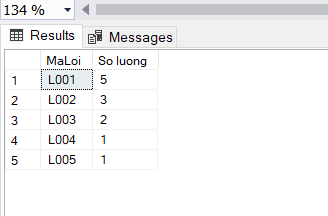 134 %
Results Messages
MaLoi So luong
1 L001 5
2 L002 3
3 L003 2
4 L004 1
5 L005 1